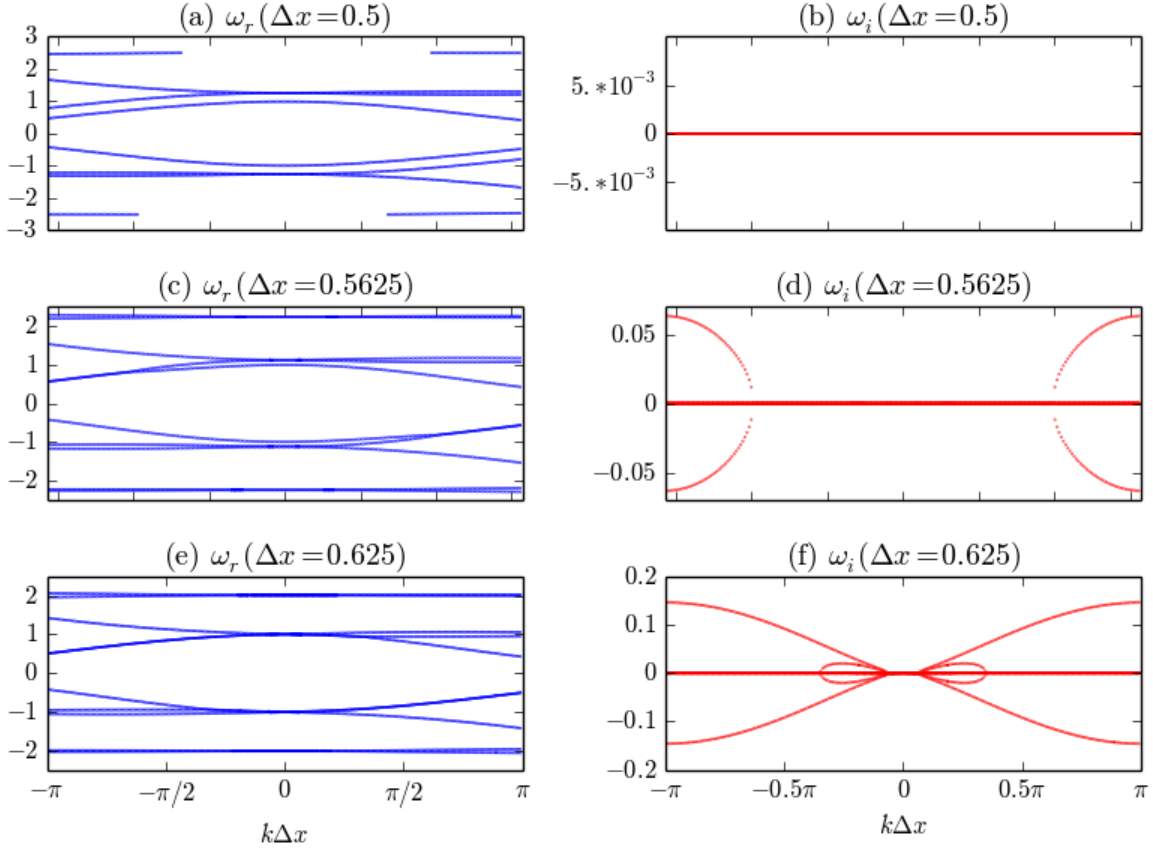 (a) ω_r(Δx=0.5)
(b) ω_i(Δx=0.5)
3
2
1
0
−1
−2
−3
5.*10⁻³
0
−5.*10⁻³
(c) ω_r(Δx=0.5625)
(d) ω_i(Δx=0.5625)
2
1
0
−1
−2
0.05
0
−0.05
(e) ω_r(Δx=0.625)
(f) ω_i(Δx=0.625)
2
1
0
−1
−2
0.2
0.1
0
−0.1
−0.2
−π −π/2 0 π/2 π
−π −0.5π 0 0.5π π
kΔx
kΔx